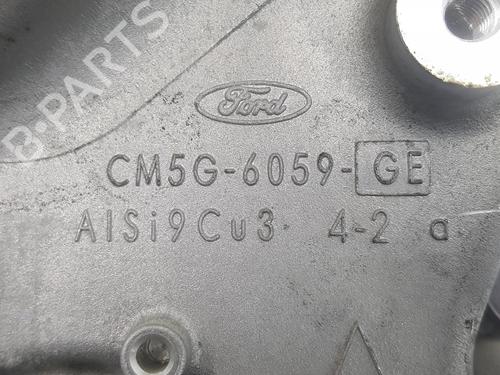 B-PARTS
Ford
CM5G-6059-GE
AlSi9Cu3 4-2 a